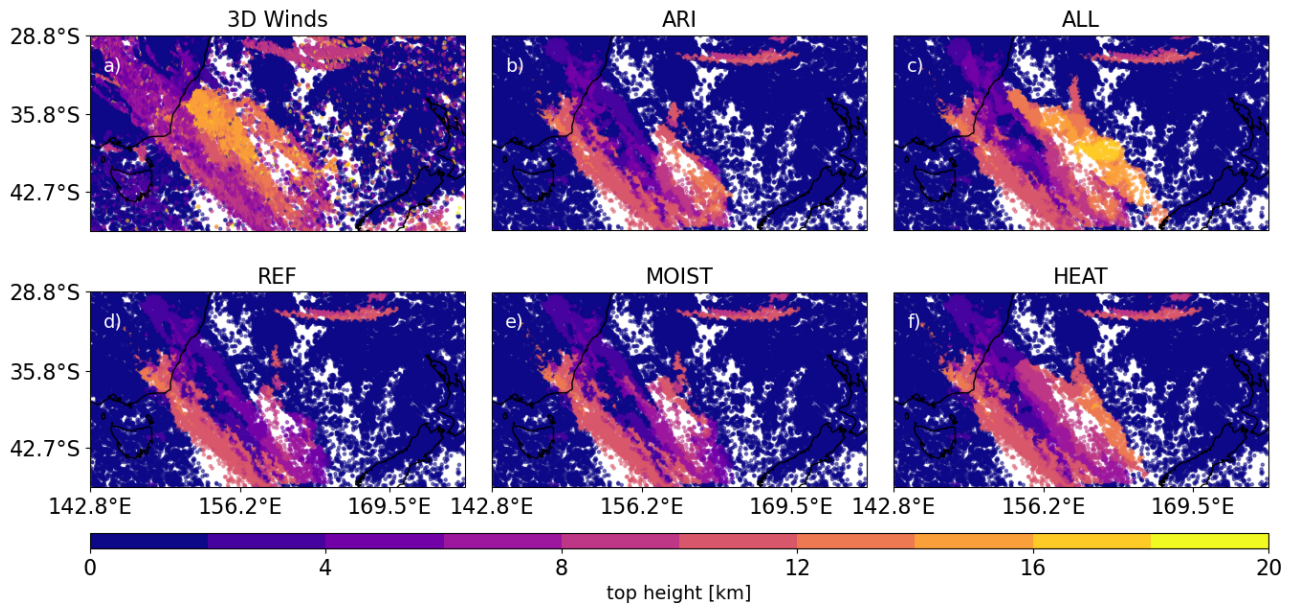 3D Winds
ARI
ALL
28.8°S
35.8°S
42.7°S
a)
b)
c)
REF
MOIST
HEAT
28.8°S
35.8°S
42.7°S
d)
e)
f)
142.8°E
156.2°E
169.5°E
142.8°E
156.2°E
169.5°E
142.8°E
156.2°E
169.5°E
0 4 8 12 16 20
top height [km]